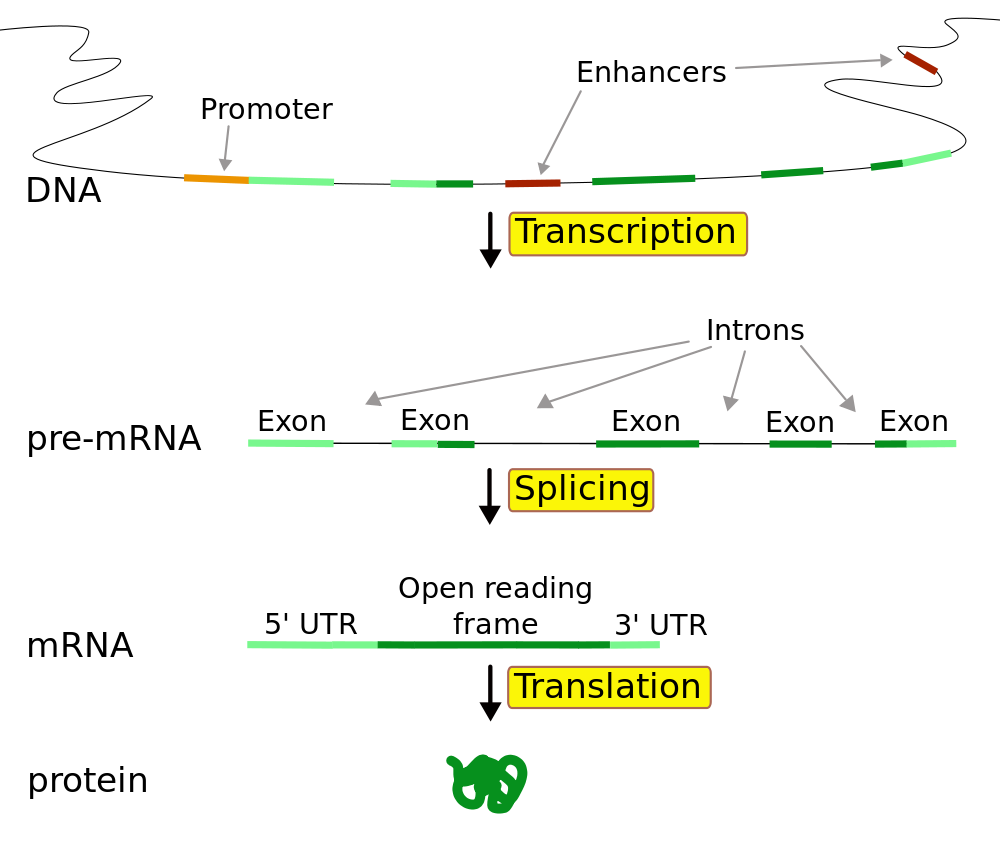 Enhancers
Promoter
DNA
Transcription
Introns
Exon Exon Exon Exon Exon
pre-mRNA
Splicing
Open reading
frame
5' UTR
3' UTR
mRNA
Translation
protein